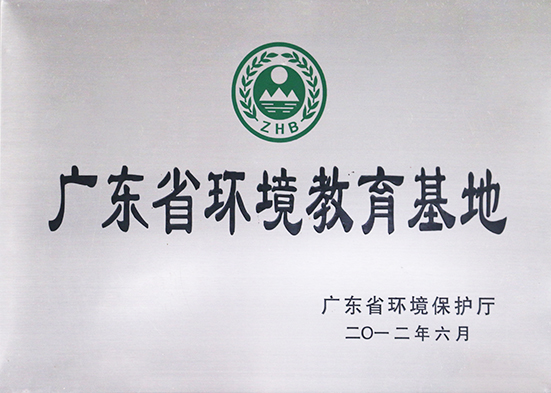 ZHB
广东省环境教育基地
广东省环境保护厅
二〇一二年六月